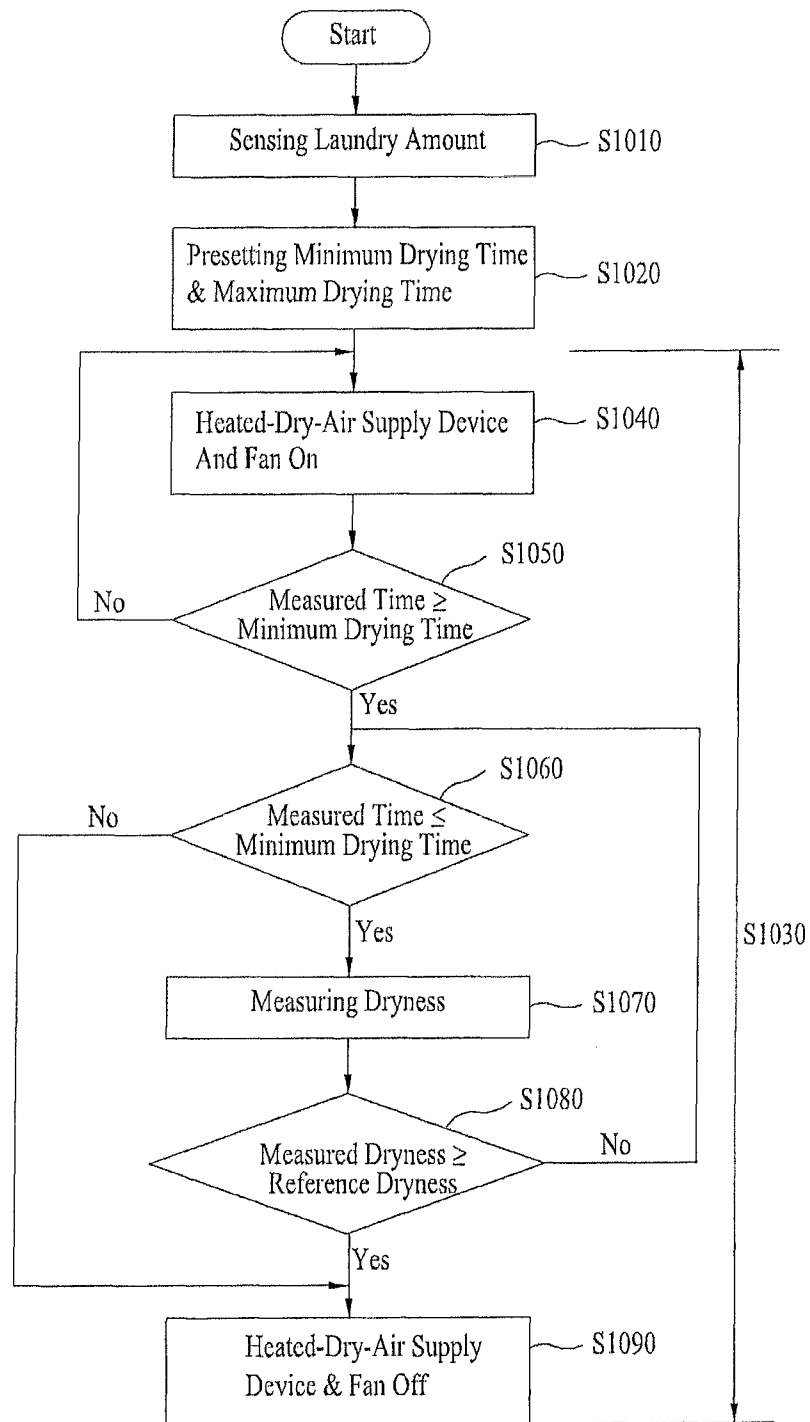 Start
Sensing Laundry Amount
S1010
Presetting Minimum Drying Time
& Maximum Drying Time
S1020
Heated-Dry-Air Supply Device
And Fan On
S1040
S1050
Measured Time ≥
Minimum Drying Time
No
Yes
S1060
Measured Time ≤
Minimum Drying Time
No
Yes
S1030
Measuring Dryness
S1070
S1080
Measured Dryness ≥
Reference Dryness
No
Yes
Heated-Dry-Air Supply
Device & Fan Off
S1090